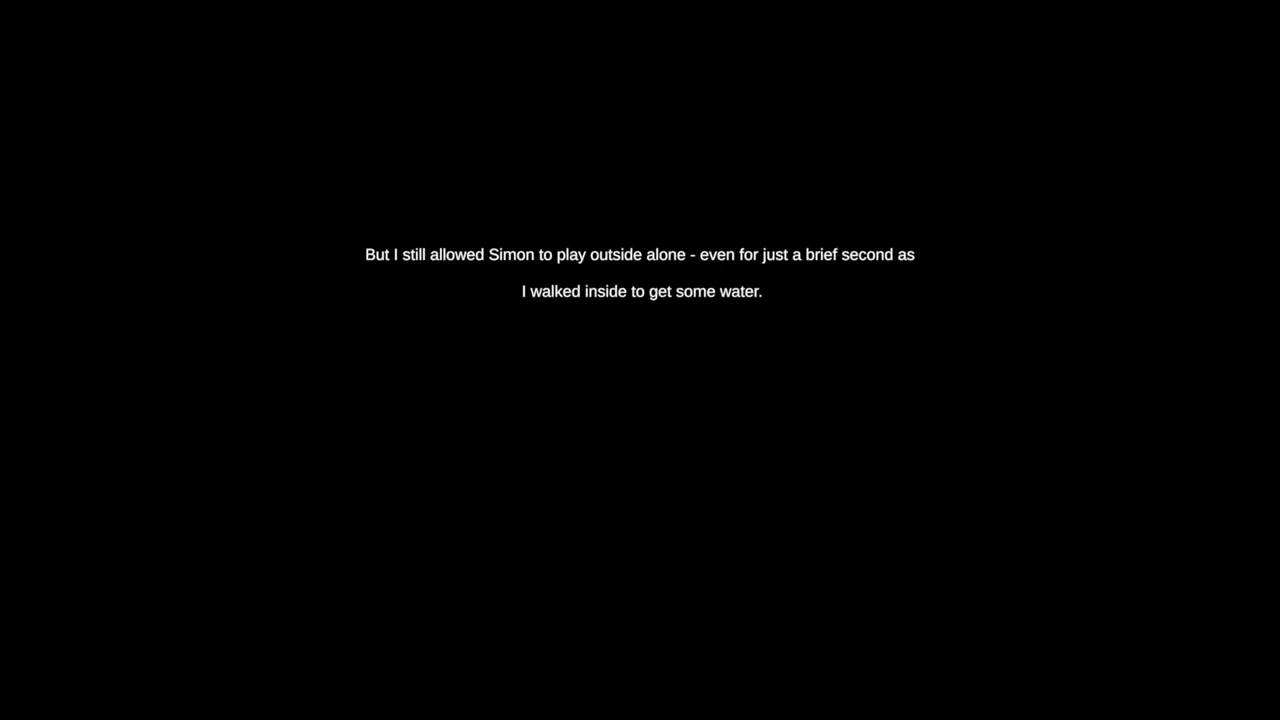 But I still allowed Simon to play outside alone - even for just a brief second as
I walked inside to get some water.